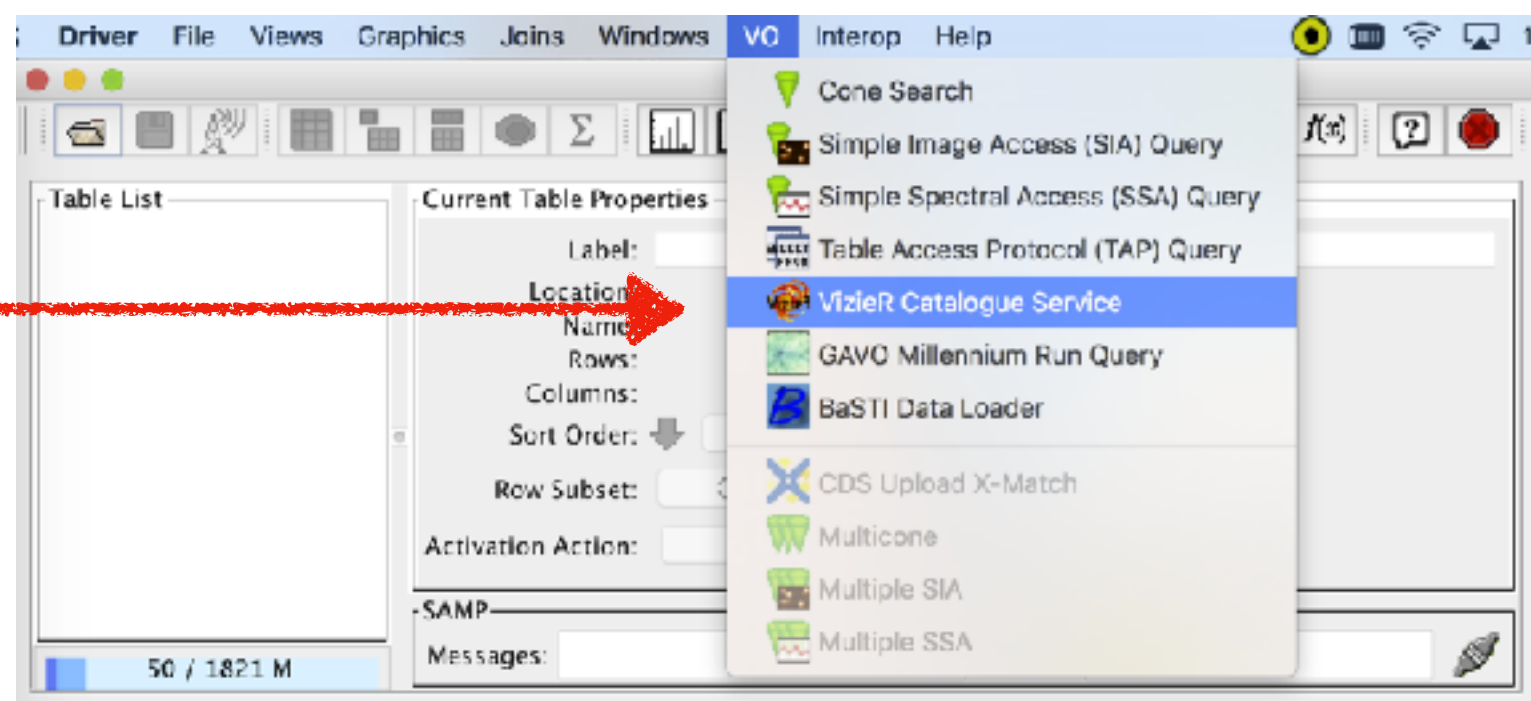 Driver File Views Graphics Joins Windows VO Interop Help
Cone Search
Simple Image Access (SIA) Query
Simple Spectral Access (SSA) Query
Table Access Protocol (TAP) Query
VizieR Catalogue Service
GAVO Millennium Run Query
BaSTI Data Loader
CDS Upload X-Match
Multicone
Multiple SIA
Multiple SSA
Σ
f(x)
?
Table List
50 / 1821 M
Current Table Properties
Label:
Location
Name
Rows:
Columns:
Sort Order:
Row Subset:
Activation Action:
SAMP
Messages: